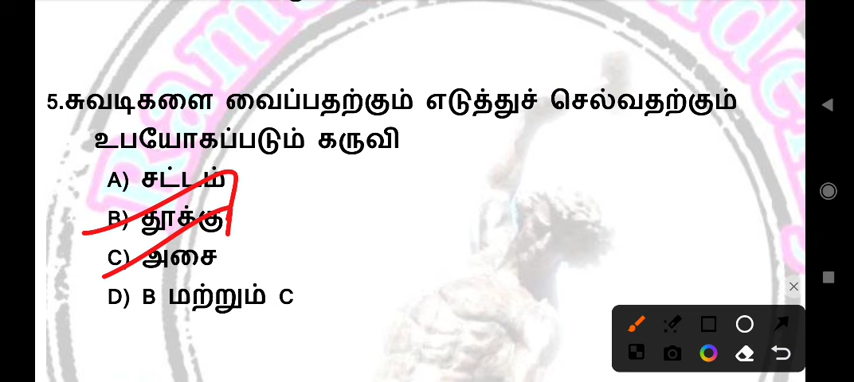 5.சுவடிகளை வைப்பதற்கும் எடுத்துச் செல்வதற்கும்
உபயோகப்படும் கருவி
A) சட்டம்
B) தூக்கு
C) அசை
D) B மற்றும் C